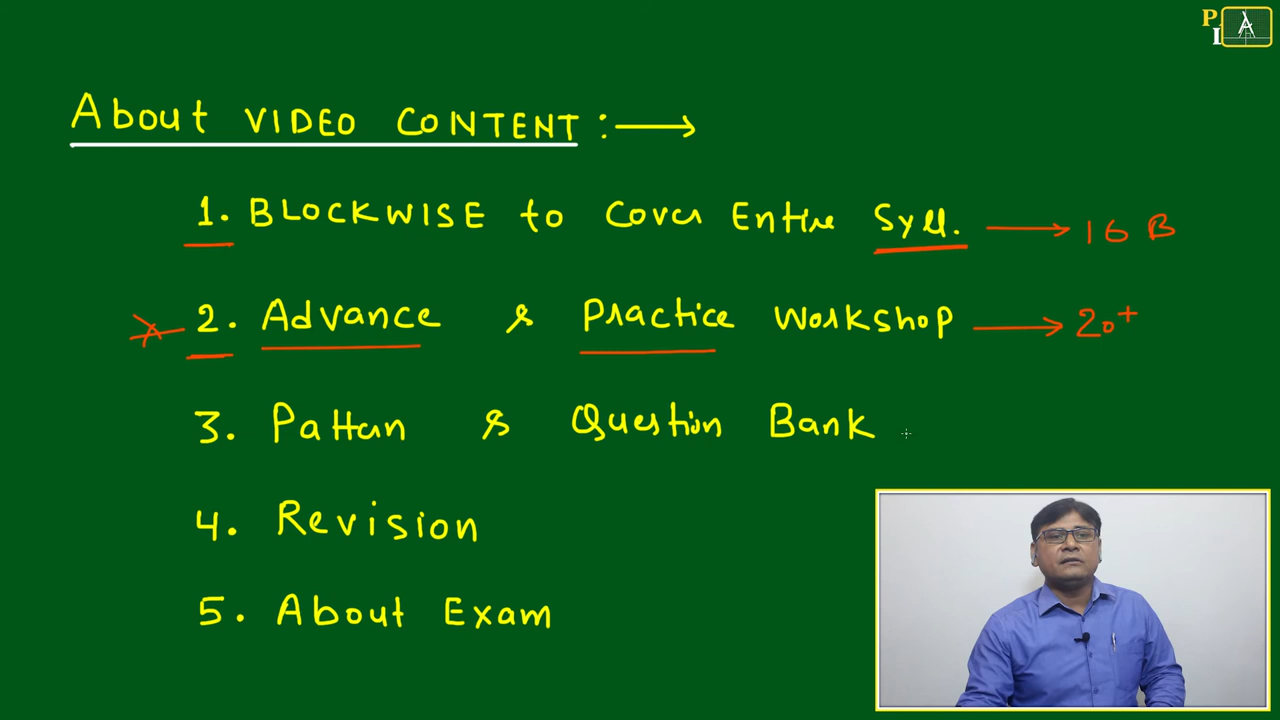 About VIDEO CONTENT :→
1. BLOCKWISE to Cover Entire Syll. → 16 B
2. Advance & Practice Workshop → 20+
3. Pattern & Question Bank
4. Revision
5. About Exam